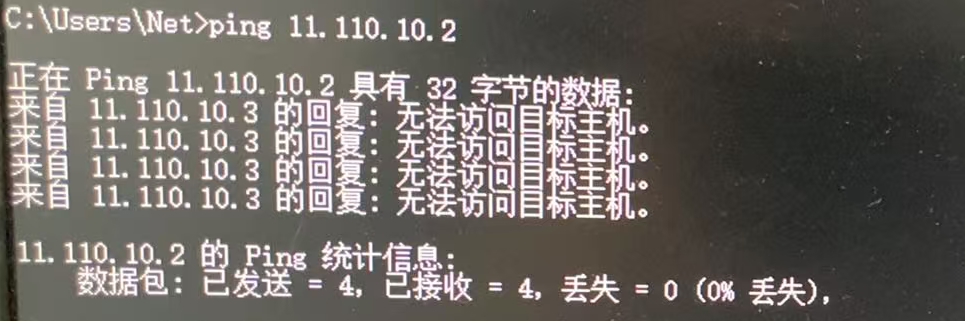 C:\Users\Net>ping 11.110.10.2
正在 Ping 11.110.10.2 具有 32 字节的数据:
来自 11.110.10.3 的回复: 无法访问目标主机。
来自 11.110.10.3 的回复: 无法访问目标主机。
来自 11.110.10.3 的回复: 无法访问目标主机。
来自 11.110.10.3 的回复: 无法访问目标主机。
11.110.10.2 的 Ping 统计信息:
数据包: 已发送 = 4, 已接收 = 4, 丢失 = 0 (0% 丢失),